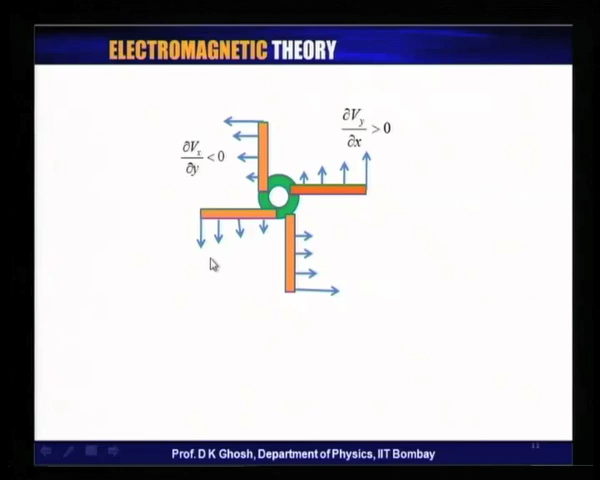 ELECTROMAGNETIC THEORY
∂V_y/∂x > 0
∂V_x/∂y < 0
Prof. D K Ghosh, Department of Physics, IIT Bombay